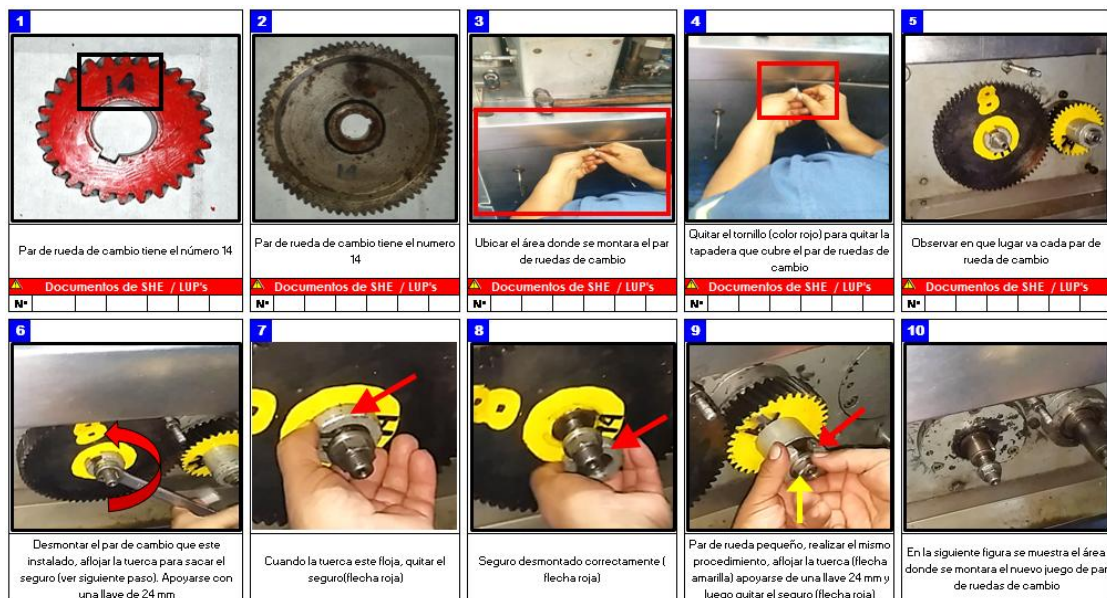 1
14
Par de rueda de cambio tiene el número 14
Documentos de SHE / LUP's
Nº
2
14
Par de rueda de cambio tiene el numero
14
Documentos de SHE / LUP's
Nº
3
Ubicar el área donde se montara el par
de ruedas de cambio
Documentos de SHE / LUP's
Nº
4
Quitar el tornillo (color rojo) para quitar la
tapadera que cubre el par de ruedas de
cambio
Documentos de SHE / LUP's
Nº
5
8
Observar en que lugar va cada par de
rueda de cambio
Documentos de SHE / LUP's
Nº
6
8
Desmontar el par de cambio que este
instalado, aflojar la tuerca para sacar el
seguro (ver siguiente paso). Apoyarse con
una llave de 24 mm
7
Cuando la tuerca este floja, quitar el
seguro(flecha roja)
8
8
Seguro desmontado correctamente (
flecha roja)
9
Par de rueda pequeño, realizar el mismo
procedimiento, aflojar la tuerca (flecha
amarilla) apoyarse de una llave 24 mm y
luego quitar el seguro (flecha roja)
10
En la siguiente figura se muestra el área
donde se montara el nuevo juego de par
de ruedas de cambio